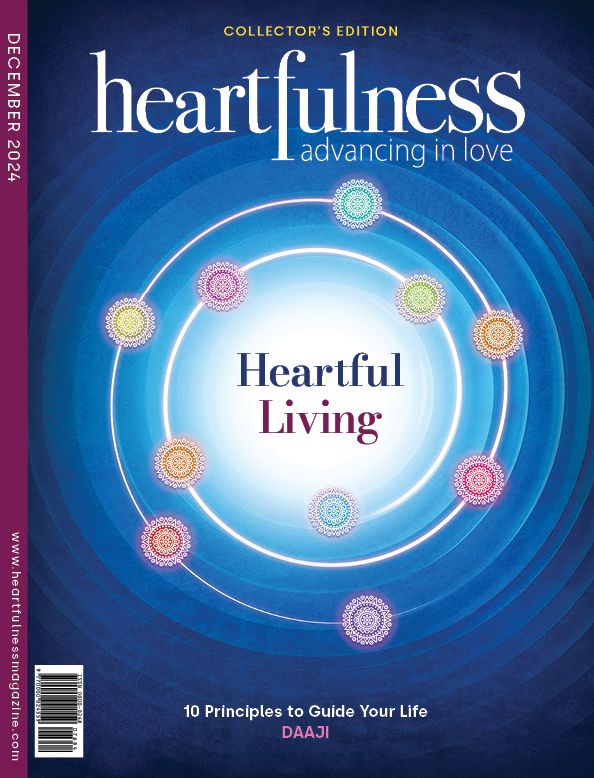 COLLECTOR'S EDITION
heartfulness
advancing in love
DECEMBER 2024
Heartful
Living
www.heartfulnessmagazine.com
10 Principles to Guide Your Life
DAAJI